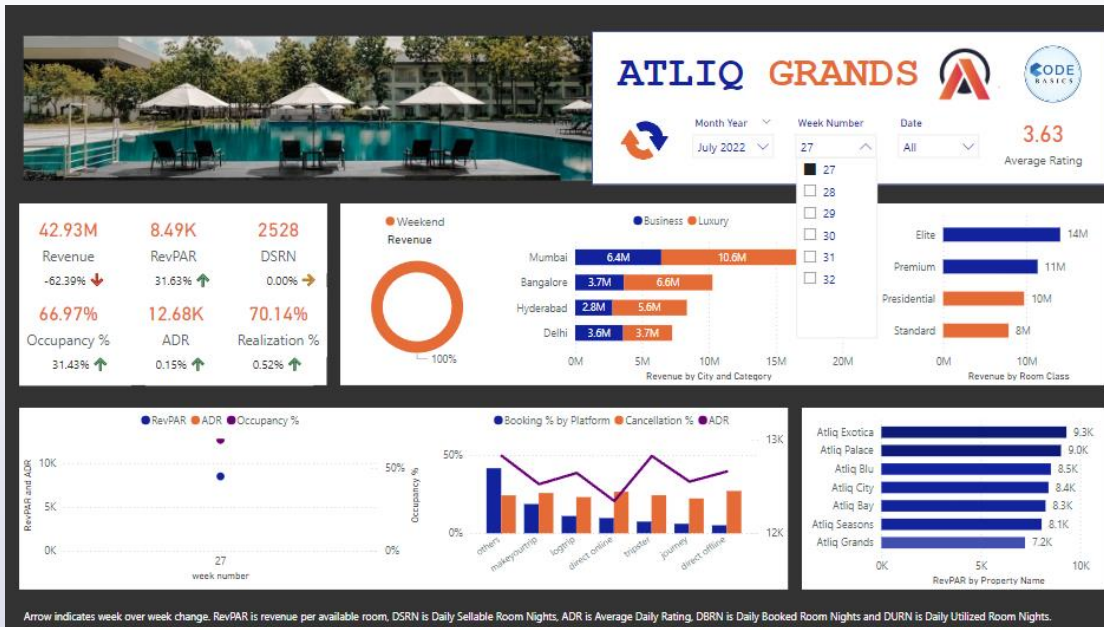 ATLIQ GRANDS
CODE
BASICS
Month Year
Week Number
Date
July 2022
27
All
3.63
Average Rating
27
28
29
30
31
32
42.93M
8.49K
2528
Revenue
RevPAR
DSRN
-62.39%
31.63%
0.00%
66.97%
12.68K
70.14%
Occupancy %
ADR
Realization %
31.43%
0.15%
0.52%
Weekend
Revenue
100%
Business Luxury
Mumbai 6.4M 10.6M
Bangalore 3.7M 6.6M
Hyderabad 2.8M 5.6M
Delhi 3.6M 3.7M
0M 5M 10M 15M 20M
Revenue by City and Category
Elite 14M
Premium 11M
Presidential 10M
Standard 8M
0M 10M
Revenue by Room Class
RevPAR ADR Occupancy %
RevPAR and ADR
10K
5K
0K
50%
0%
Occupancy %
27
week number
Booking % by Platform Cancellation % ADR
50%
0%
13K
12K
others
makeyourtrip
logtrip
direct online
tripster
journey
direct offline
Atliq Exotica 9.3K
Atliq Palace 9.0K
Atliq Blu 8.5K
Atliq City 8.4K
Atliq Bay 8.3K
Atliq Seasons 8.1K
Atliq Grands 7.2K
0K 5K 10K
RevPAR by Property Name
Arrow indicates week over week change. RevPAR is revenue per available room, DSRN is Daily Sellable Room Nights, ADR is Average Daily Rating, DBRN is Daily Booked Room Nights and DURN is Daily Utilized Room Nights.